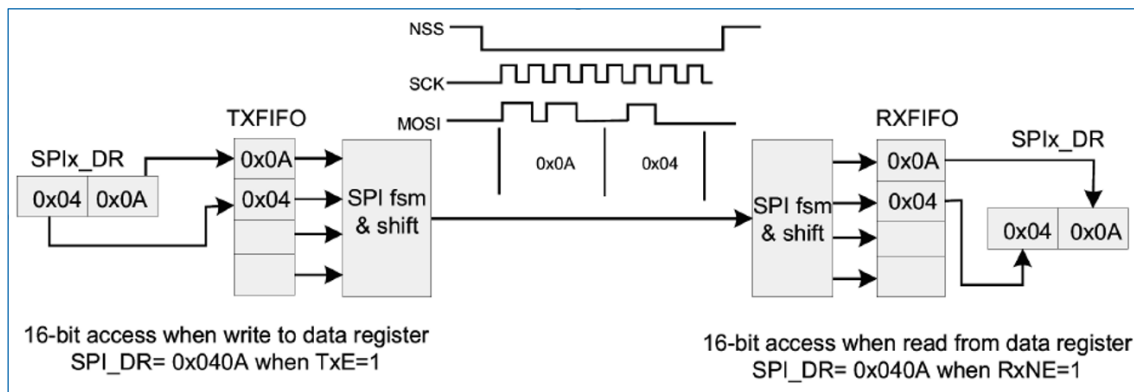 NSS
SCK
MOSI
TXFIFO
RXFIFO
SPIx_DR
SPIx_DR
0x04 0x0A
0x0A
0x04
SPI fsm
& shift
0x0A 0x04
SPI fsm
& shift
0x0A
0x04
0x04 0x0A
16-bit access when write to data register
SPI_DR= 0x040A when TxE=1
16-bit access when read from data register
SPI_DR= 0x040A when RxNE=1